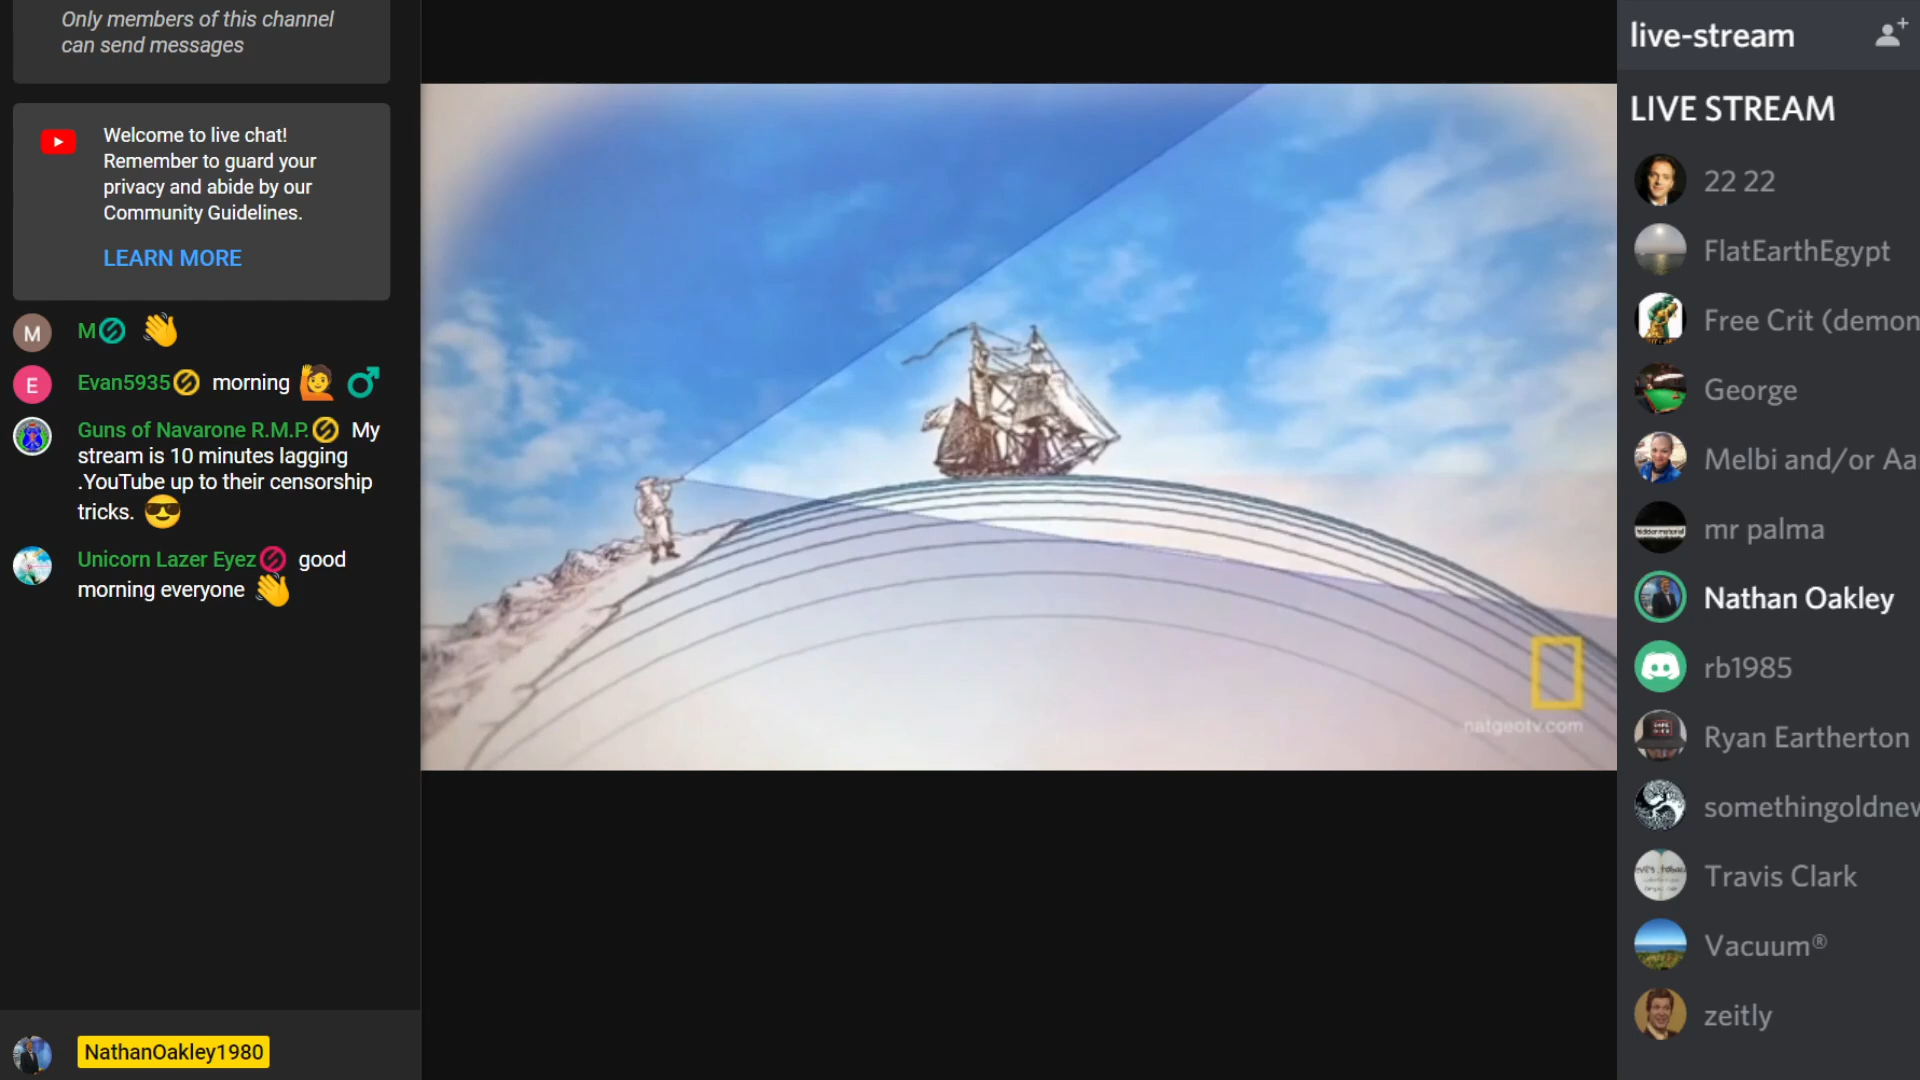 Only members of this channel
can send messages
Welcome to live chat!
Remember to guard your
privacy and abide by our
Community Guidelines.
LEARN MORE
M
M
E
Evan5935 morning
Guns of Navarone R.M.P. My
stream is 10 minutes lagging
.YouTube up to their censorship
tricks.
Unicorn Lazer Eyez good
morning everyone
NathanOakley1980
natgeotv.com
live-stream
LIVE STREAM
22 22
FlatEarthEgypt
Free Crit (demon
George
Melbi and/or Aa
mr palma
Nathan Oakley
rb1985
Ryan Eartherton
somethingoldnew
Travis Clark
Vacuum®
zeitly